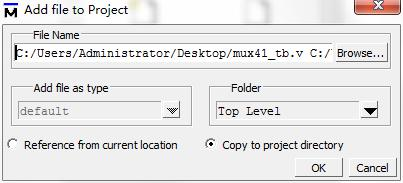 Add file to Project
File Name
C:/Users/Administrator/Desktop/mux41_tb.v C:/
Browse...
Add file as type
default
Folder
Top Level
Reference from current location
Copy to project directory
OK
Cancel